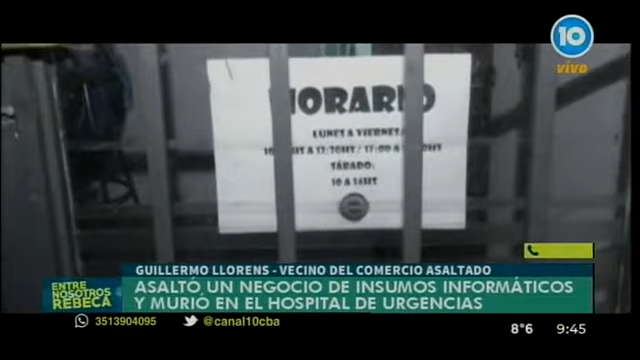 10
vivo
HORARIO
LUNES A VIERNES:
SÁBADO:
10 A 14HS
GUILLERMO LLORENS - VECINO DEL COMERCIO ASALTADO
ENTRE
NOSOTROS
REBECA
ASALTÓ UN NEGOCIO DE INSUMOS INFORMÁTICOS
Y MURIÓ EN EL HOSPITAL DE URGENCIAS
3513904095 @canal10cba 8°6 9:45